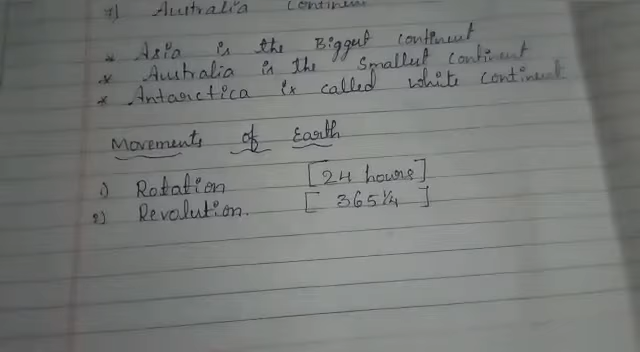 7) Australia Continent
* Asia is the Biggest continent
* Australia is the Smallest continent
* Antarctica is called white continent.
Movements of Earth
1) Rotation [24 hours]
2) Revolution. [365¼]